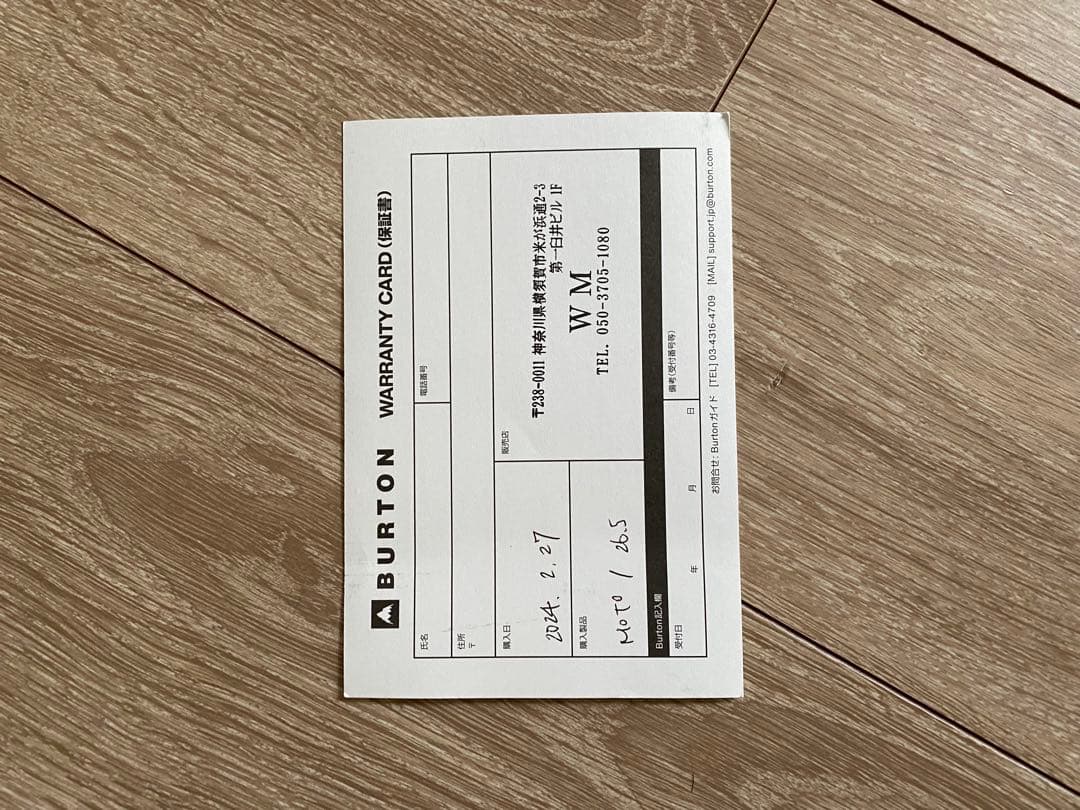 BURTON WARRANTY CARD(保証書)
氏名
電話番号
住所
〒
購入日
2024. 2. 27
販売店
〒238-0011 神奈川県横須賀市米が浜通2-3
第一臼井ビル 1F
WM
TEL. 050-3705-1080
購入製品
MOTO / 26.5
Burton記入欄
受付日
年 月 日
備考(受付番号等)
お問合せ: Burtonガイド [TEL] 03-4316-4709 [MAIL] support.jp@burton.com